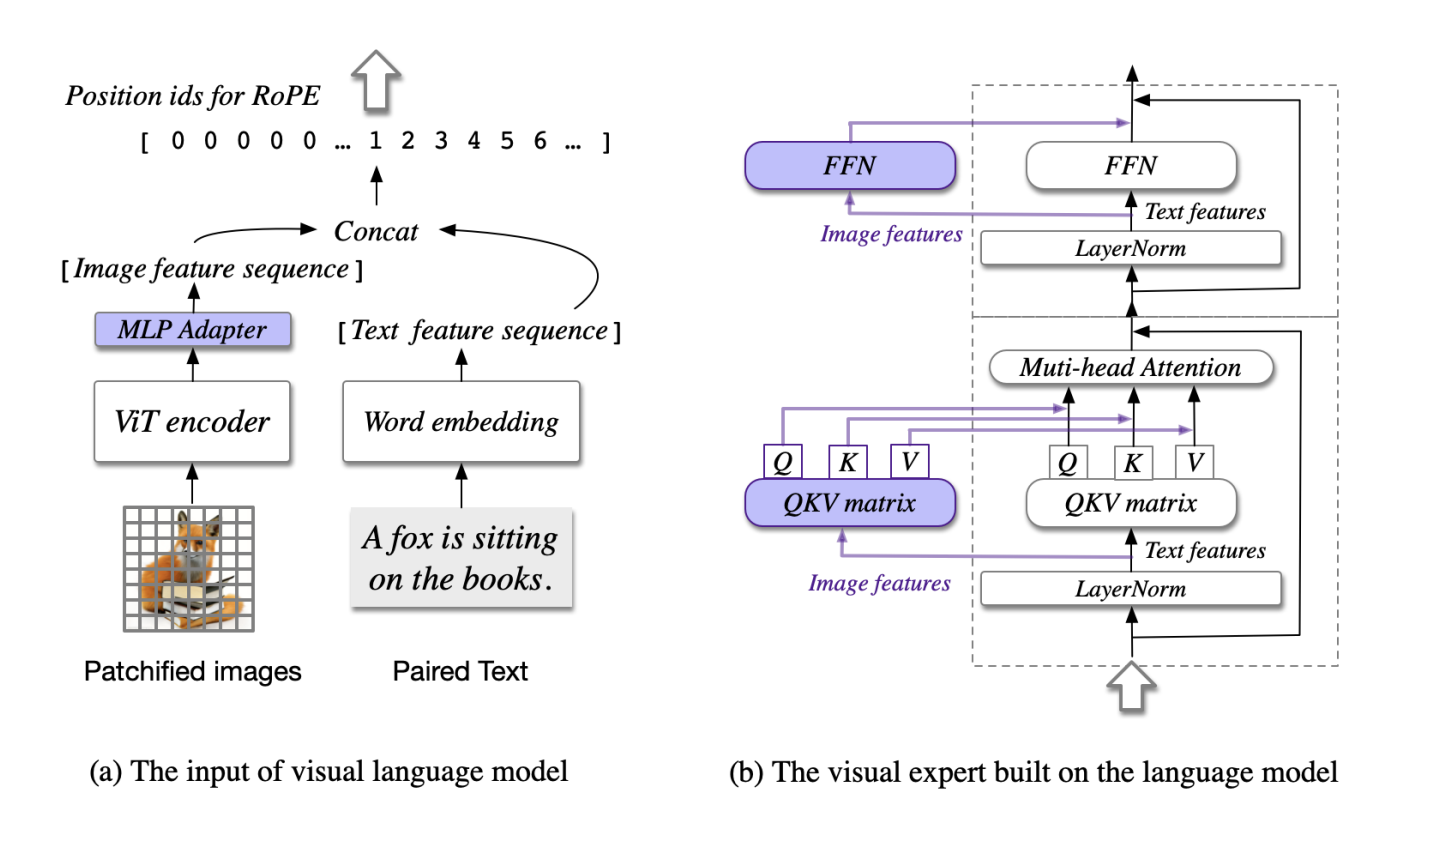 Position ids for RoPE
[ 0 0 0 0 0 … 1 2 3 4 5 6 … ]
Concat
[Image feature sequence]
MLP Adapter
[Text feature sequence]
ViT encoder
Word embedding
A fox is sitting
on the books.
Patchified images
Paired Text
(a) The input of visual language model
FFN
FFN
Text features
Image features
LayerNorm
Muti-head Attention
Q K V
Q K V
QKV matrix
QKV matrix
Text features
Image features
LayerNorm
(b) The visual expert built on the language model